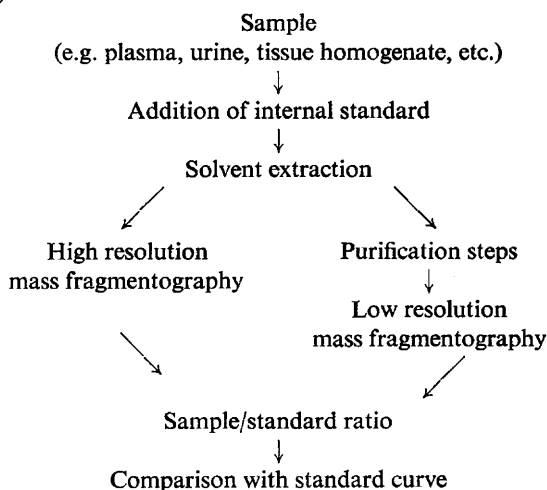 Sample
(e.g. plasma, urine, tissue homogenate, etc.)
Addition of internal standard
Solvent extraction
High resolution
mass fragmentography
Purification steps
Low resolution
mass fragmentography
Sample/standard ratio
Comparison with standard curve